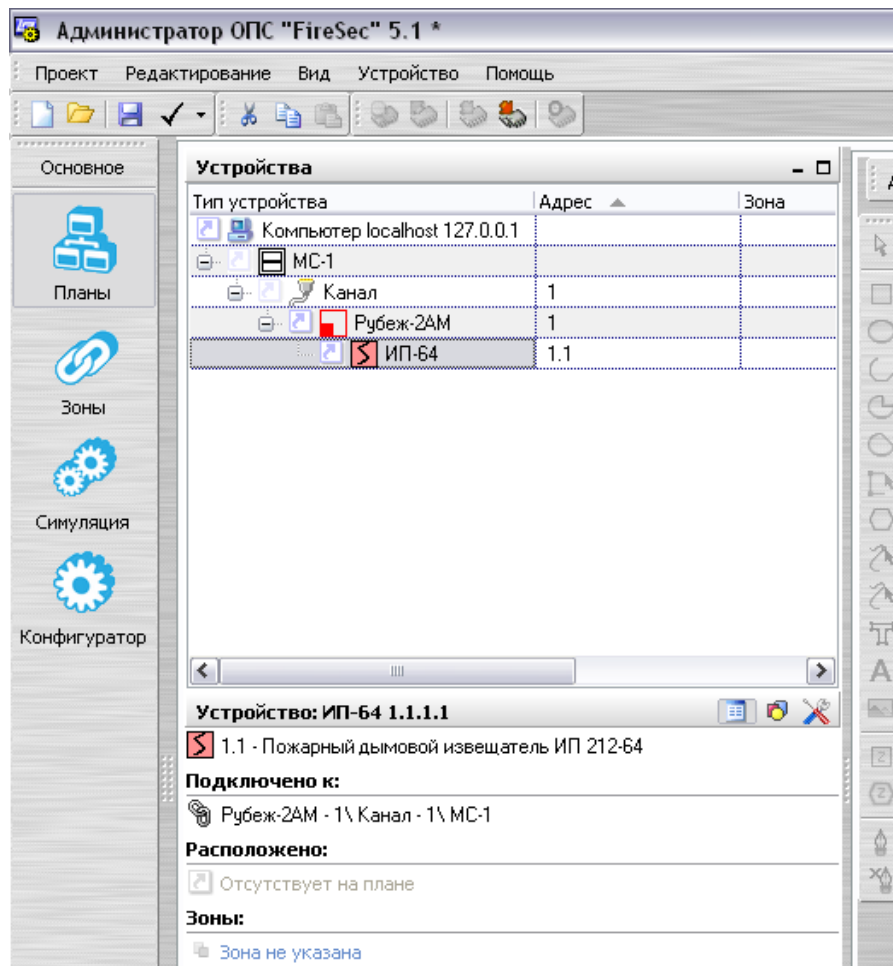 Администратор ОПС "FireSec" 5.1 *
Проект Редактирование Вид Устройство Помощь
Основное
Планы
Зоны
Симуляция
Конфигуратор
Устройства
Тип устройства Адрес Зона
Компьютер localhost 127.0.0.1
МС-1
Канал 1
Рубеж-2АМ 1
ИП-64 1.1
Устройство: ИП-64 1.1.1.1
1.1 - Пожарный дымовой извещатель ИП 212-64
Подключено к:
Рубеж-2АМ - 1\ Канал - 1\ МС-1
Расположено:
Отсутствует на плане
Зоны:
Зона не указана